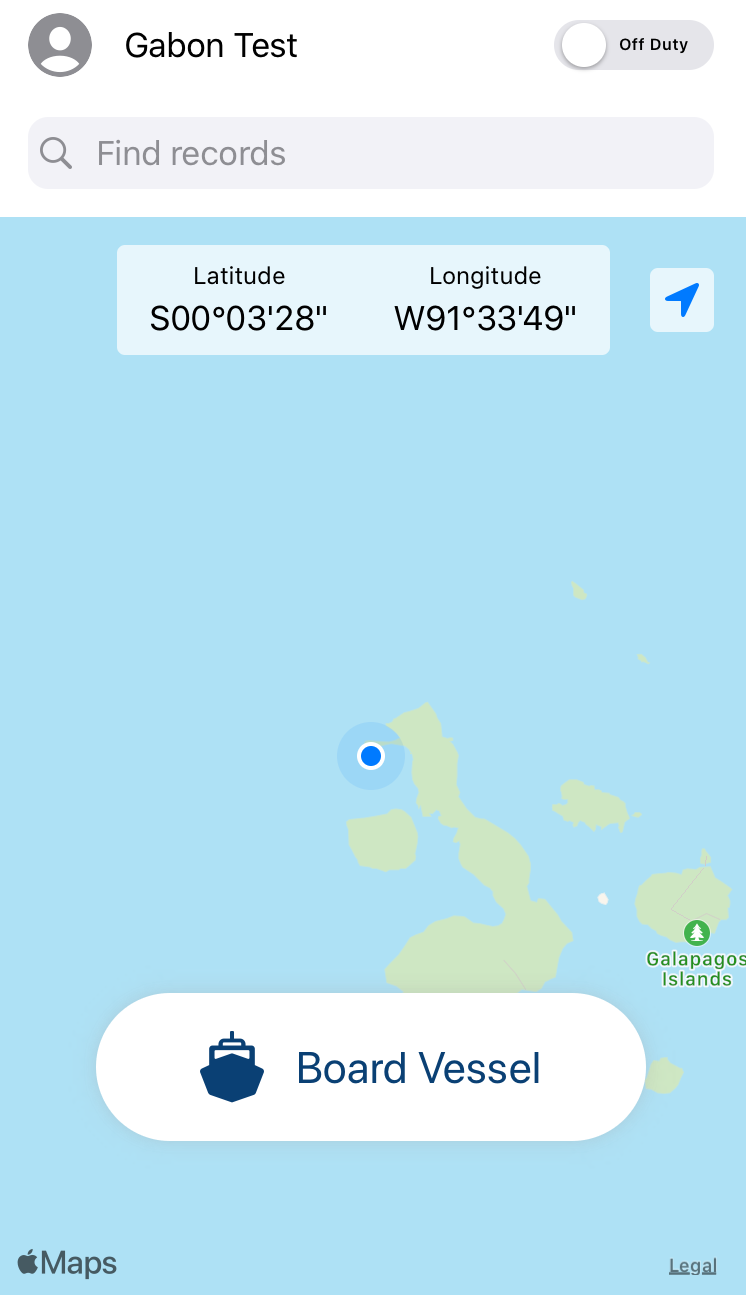 Gabon Test
Off Duty
Find records
Latitude
Longitude
S00°03'28"
W91°33'49"
Galapagos
Islands
Board Vessel
Maps
Legal